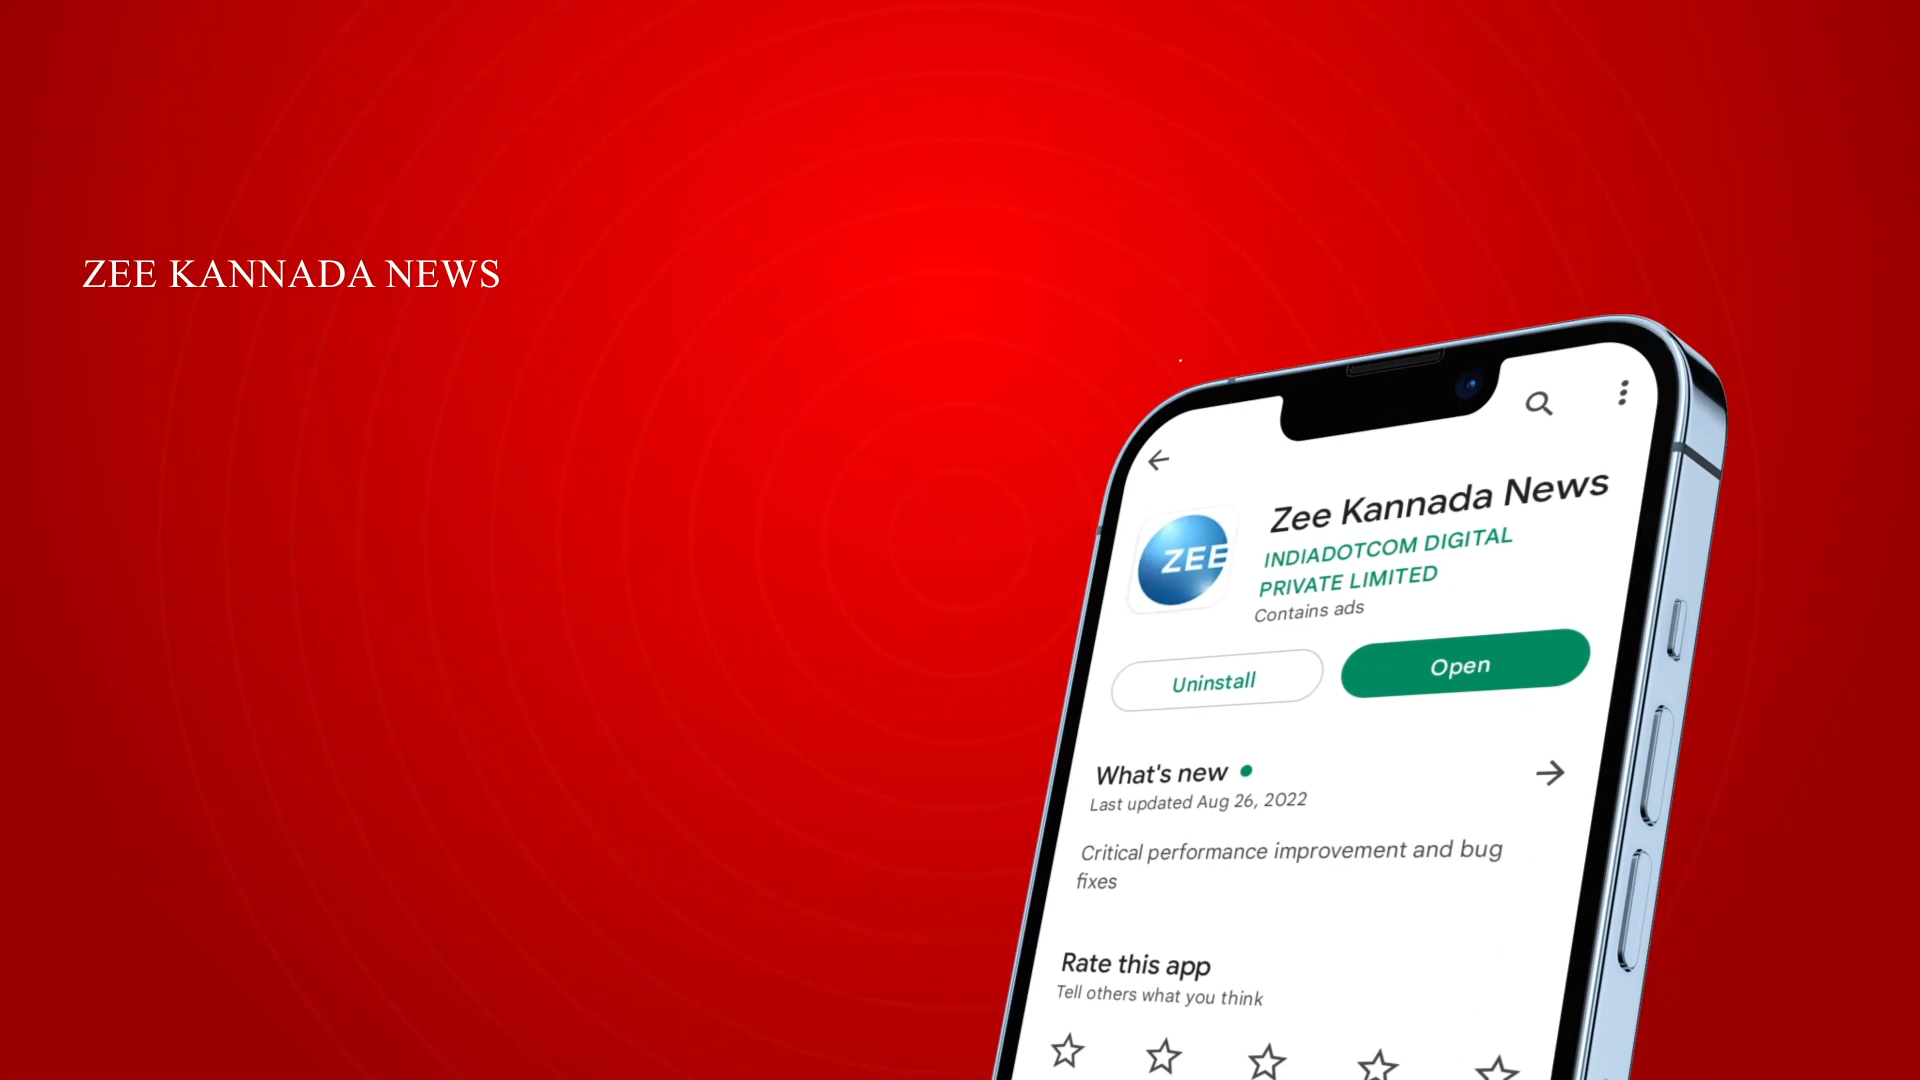 ZEE KANNADA NEWS
Zee Kannada News
INDIADOTCOM DIGITAL
PRIVATE LIMITED
Contains ads
ZEE
Uninstall
Open
What's new
Last updated Aug 26, 2022
Critical performance improvement and bug
fixes
Rate this app
Tell others what you think